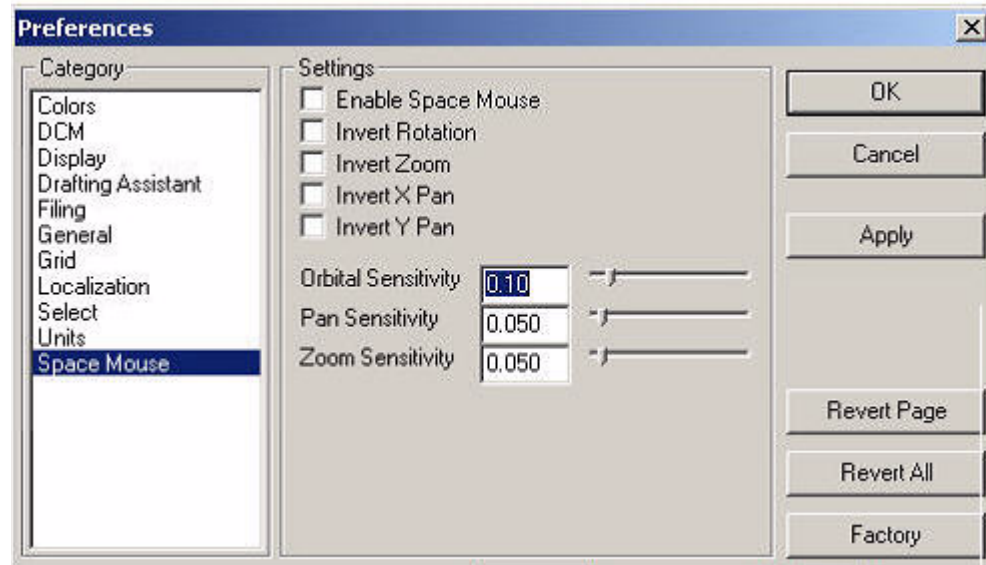 Preferences
Category
Colors
DCM
Display
Drafting Assistant
Filing
General
Grid
Localization
Select
Units
Space Mouse
Settings
Enable Space Mouse
Invert Rotation
Invert Zoom
Invert X Pan
Invert Y Pan
Orbital Sensitivity 0.10
Pan Sensitivity 0.050
Zoom Sensitivity 0.050
OK
Cancel
Apply
Revert Page
Revert All
Factory